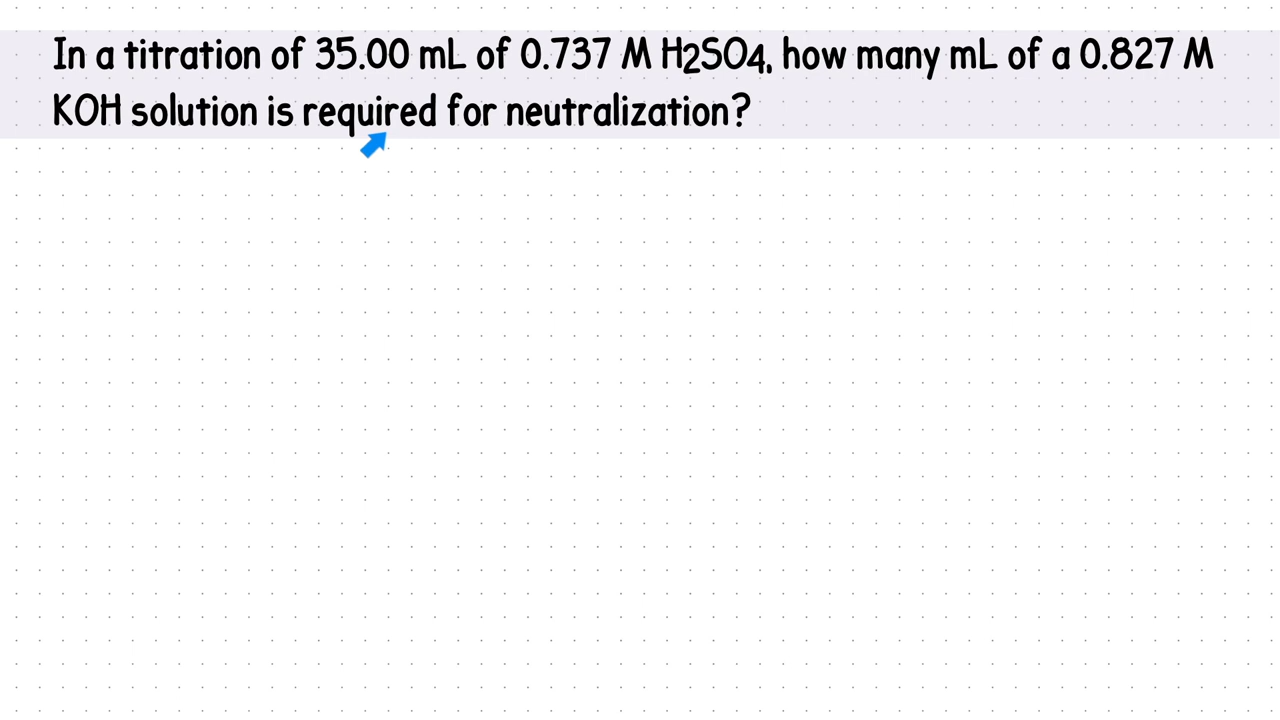 In a titration of 35.00 mL of 0.737 M H2SO4, how many mL of a 0.827 M
KOH solution is required for neutralization?